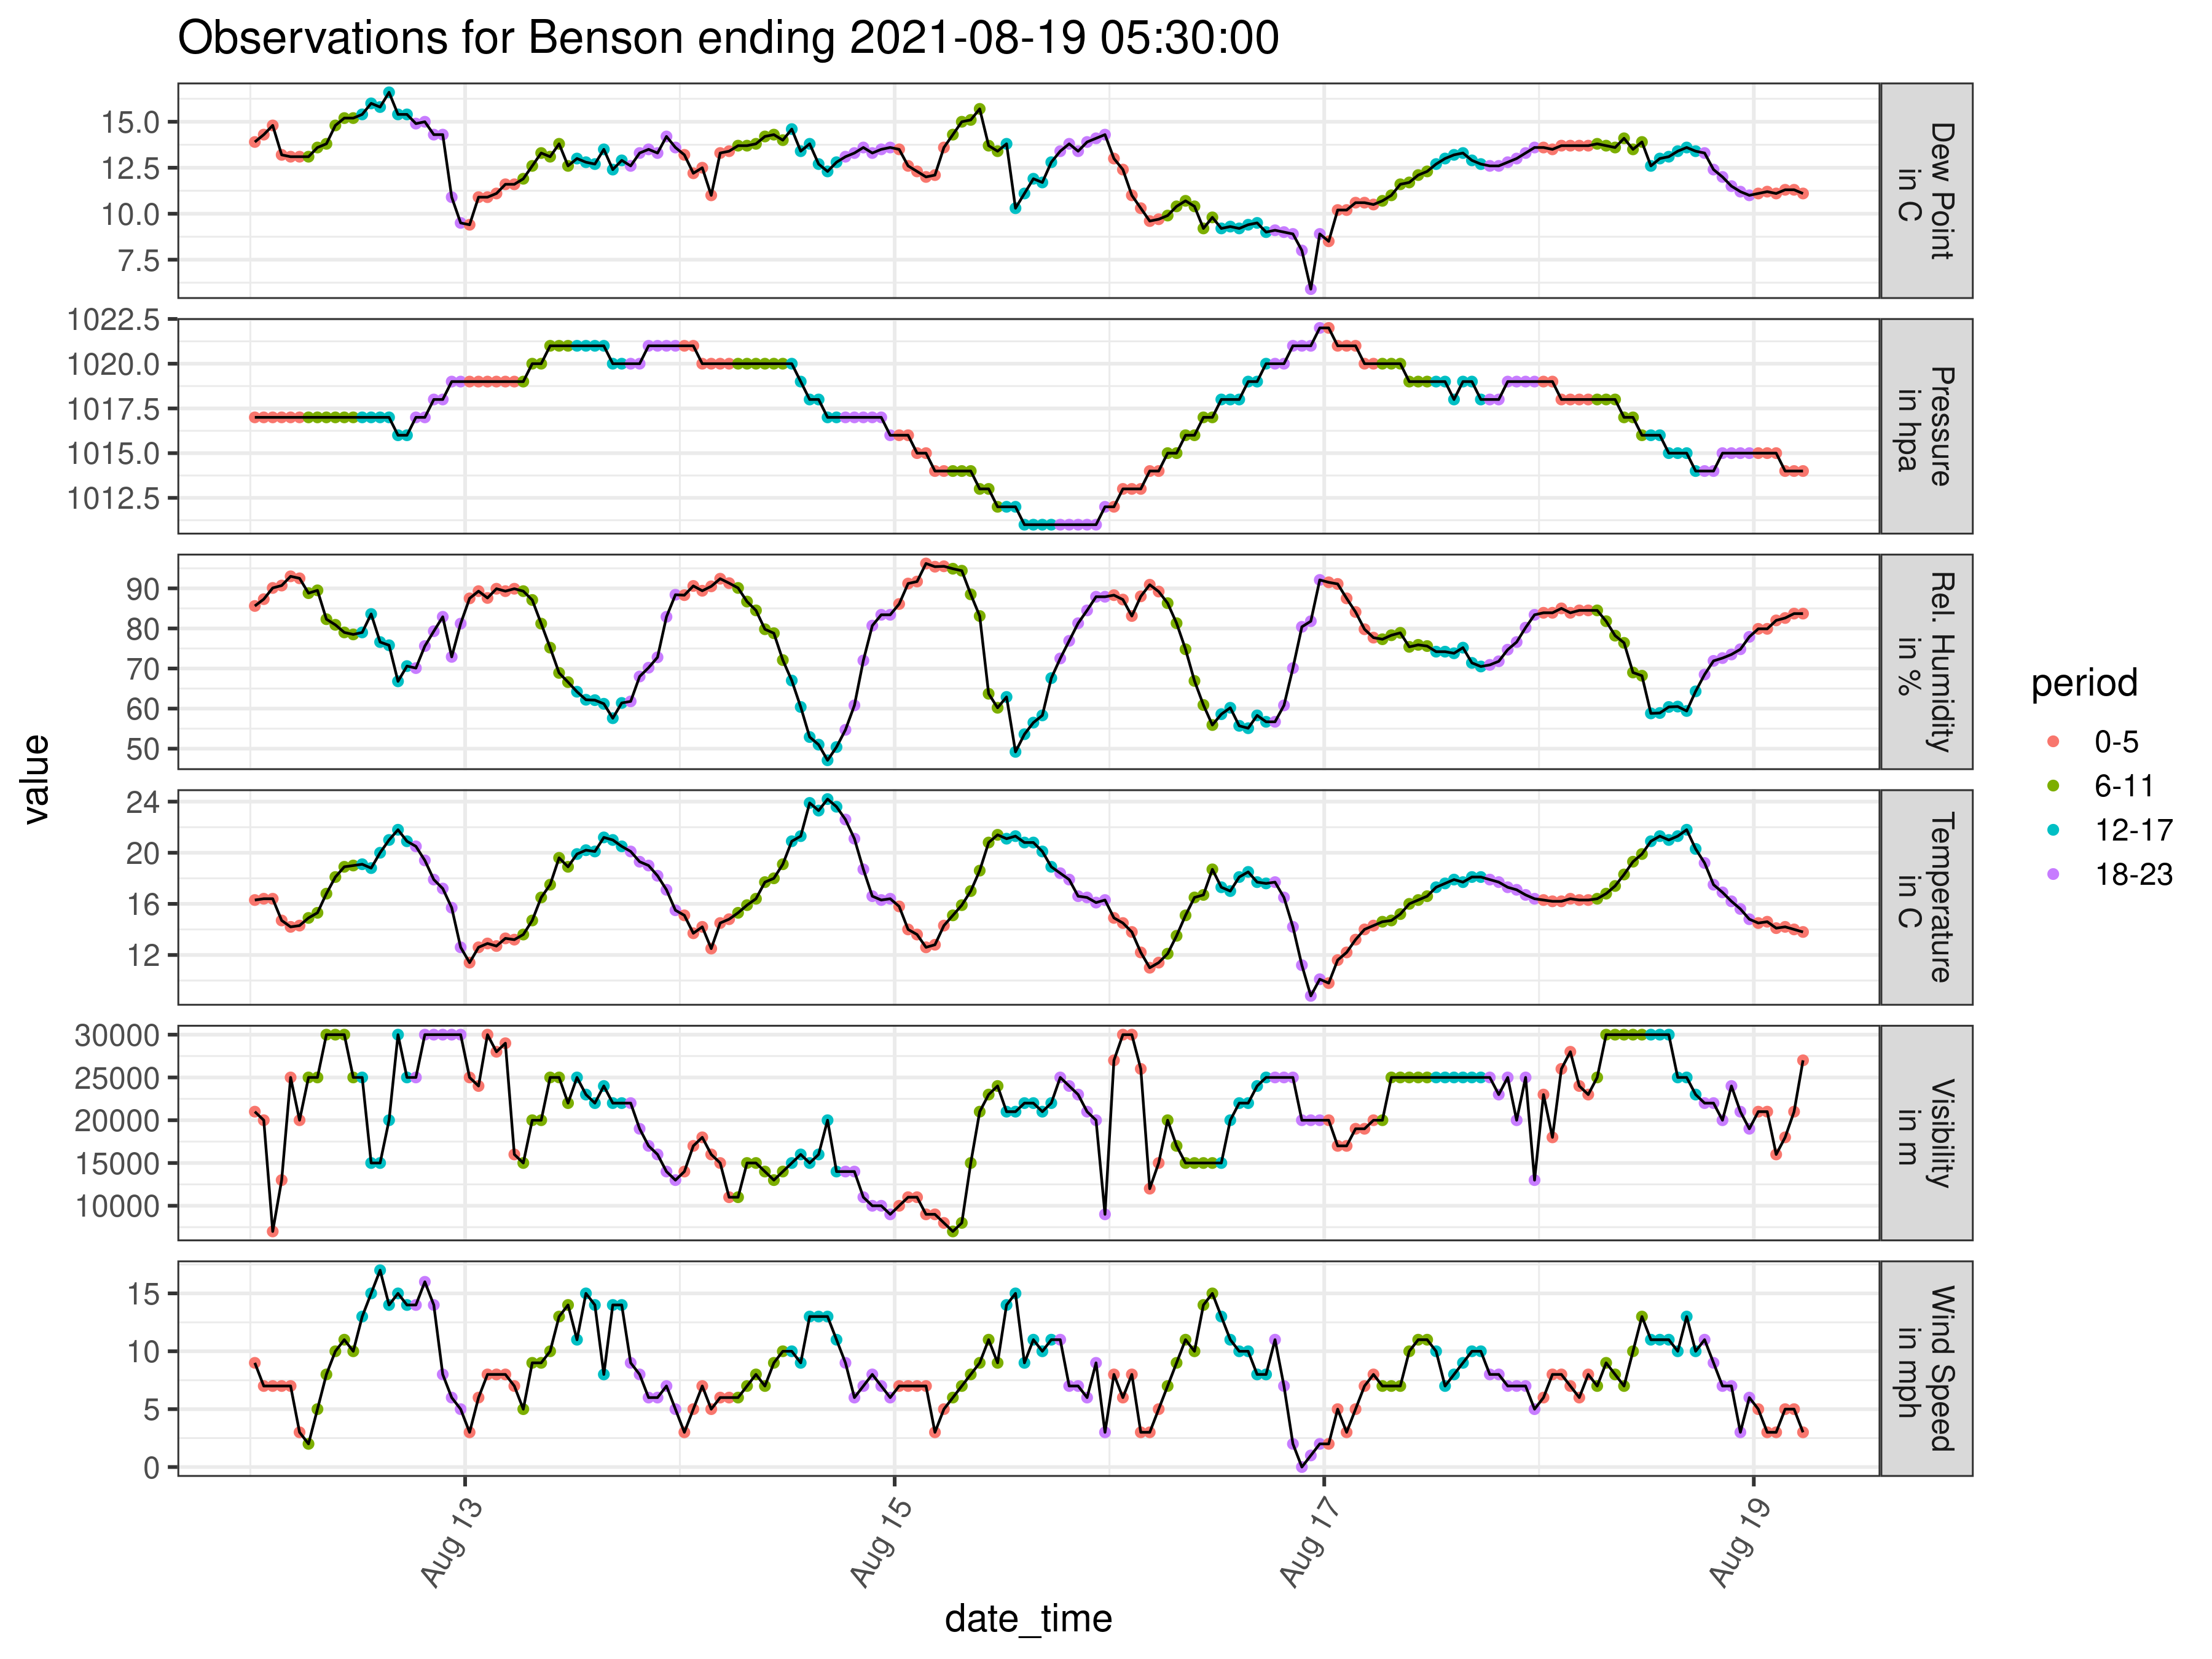 Observations for Benson ending 2021-08-19 05:30:00
value
15.0
12.5
10.0
7.5
Dew Point
in C
1022.5
1020.0
1017.5
1015.0
1012.5
Pressure
in hpa
90
80
70
60
50
Rel. Humidity
in %
24
20
16
12
Temperature
in C
30000
25000
20000
15000
10000
Visibility
in m
15
10
5
0
Wind Speed
in mph
Aug 13
Aug 15
Aug 17
Aug 19
date_time
period
0-5
6-11
12-17
18-23